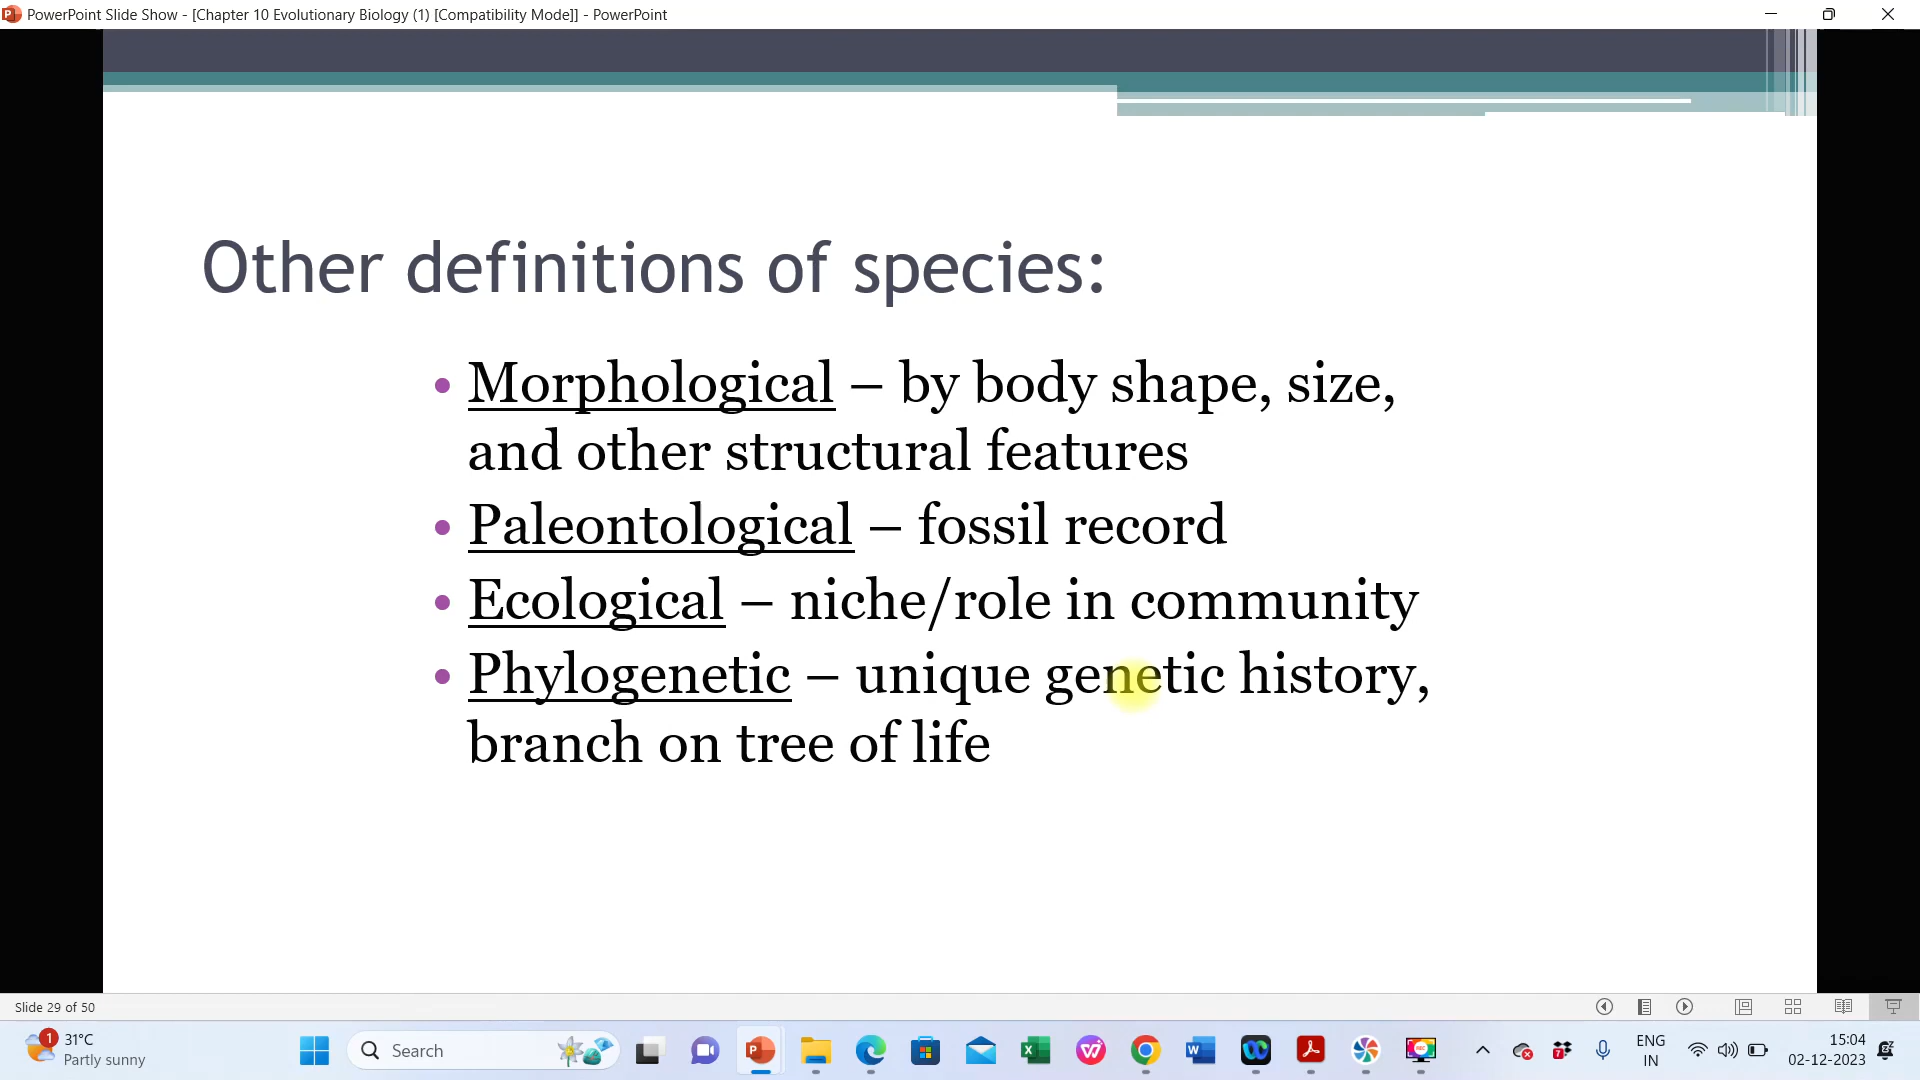 PowerPoint Slide Show - [Chapter 10 Evolutionary Biology (1) [Compatibility Mode]] - PowerPoint
Other definitions of species:
• Morphological – by body shape, size,
and other structural features
• Paleontological – fossil record
• Ecological – niche/role in community
• Phylogenetic – unique genetic history,
branch on tree of life
Slide 29 of 50
1
31°C
Partly sunny
Search
7
ENG
IN
15:04
02-12-2023